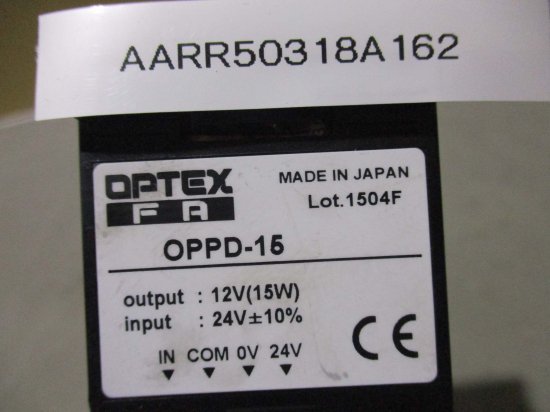 AARR50318A162
OPTEX
FA
MADE IN JAPAN
Lot.1504F
OPPD-15
output : 12V(15W)
input : 24V±10%
IN COM 0V 24V
▼ ▼ ▼ ▼
CE